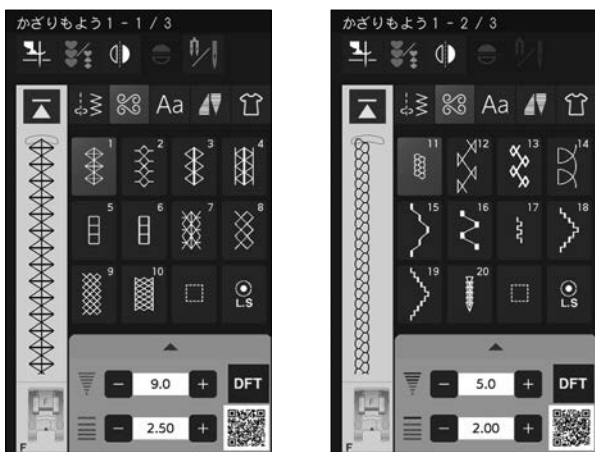 かざりもよう1 - 1 / 3
Aa
1 2 3 4
5 6 7 8
9 10 L.S
− 9.0 + DFT
− 2.50 +
F
かざりもよう1 - 2 / 3
Aa
11 12 13 14
15 16 17 18
19 20 L.S
− 5.0 + DFT
− 2.00 +
F